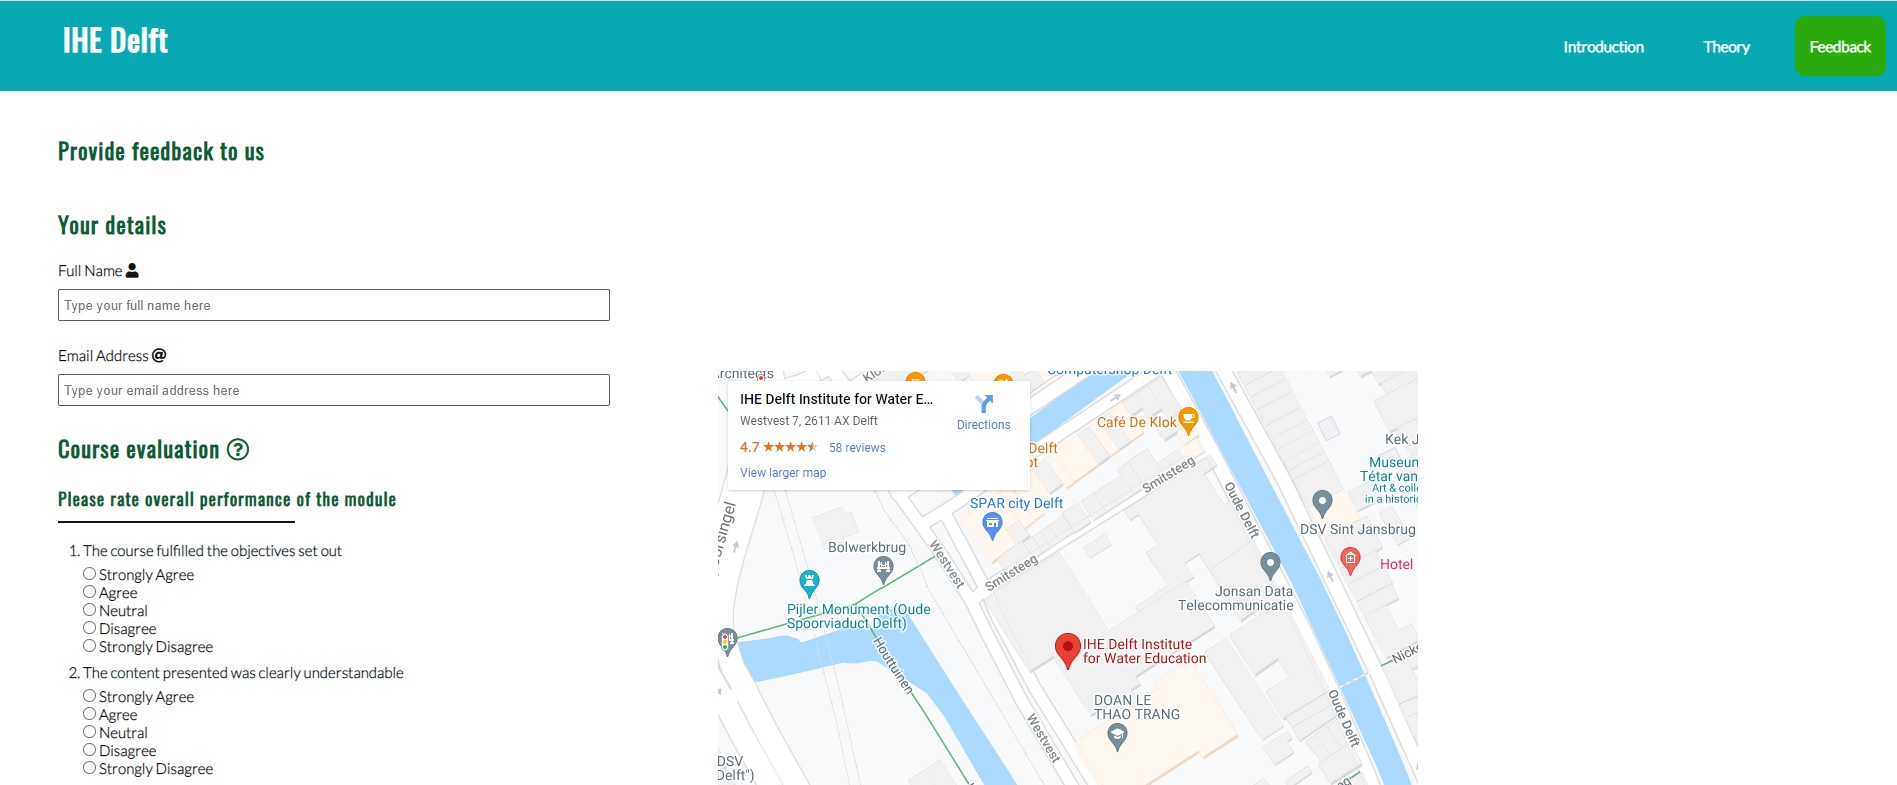 IHE Delft
Introduction
Theory
Feedback
Provide feedback to us
Your details
Full Name
Type your full name here
Email Address @
Type your email address here
Course evaluation ?
Please rate overall performance of the module
1. The course fulfilled the objectives set out
Strongly Agree
Agree
Neutral
Disagree
Strongly Disagree
2. The content presented was clearly understandable
Strongly Agree
Agree
Neutral
Disagree
Strongly Disagree
IHE Delft Institute for Water E...
Westvest 7, 2611 AX Delft
4.7
58 reviews
View larger map
Directions
Computershop Delft
Café De Klok
Delft
Kek J
Museum
Tétar van
Art & colle
in a historic
Smitsteeg
Oude Delft
SPAR city Delft
DSV Sint Jansbrug
Bolwerkbrug
Westvest
Smitsteeg
Hotel
Jonsan Data
Telecommunicatie
Pijler Monument (Oude
Spoorviaduct Delft)
Houttuinen
IHE Delft Institute
for Water Education
DOAN LE
THAO TRANG
Westvest
Oude Delft
DSV
Delft")